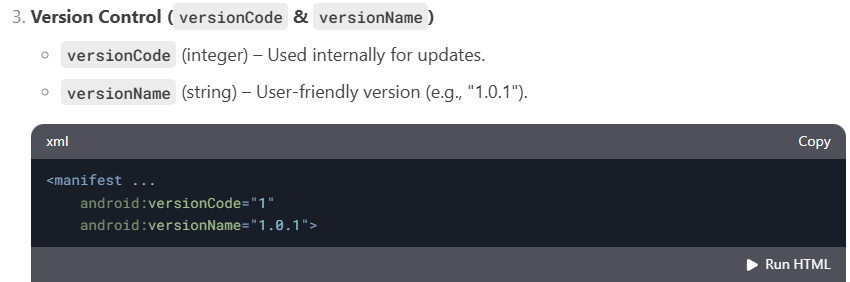 3. Version Control (versionCode & versionName)
versionCode (integer) – Used internally for updates.
versionName (string) – User-friendly version (e.g., "1.0.1").
xml Copy
<manifest ...
    android:versionCode="1"
    android:versionName="1.0.1">
Run HTML